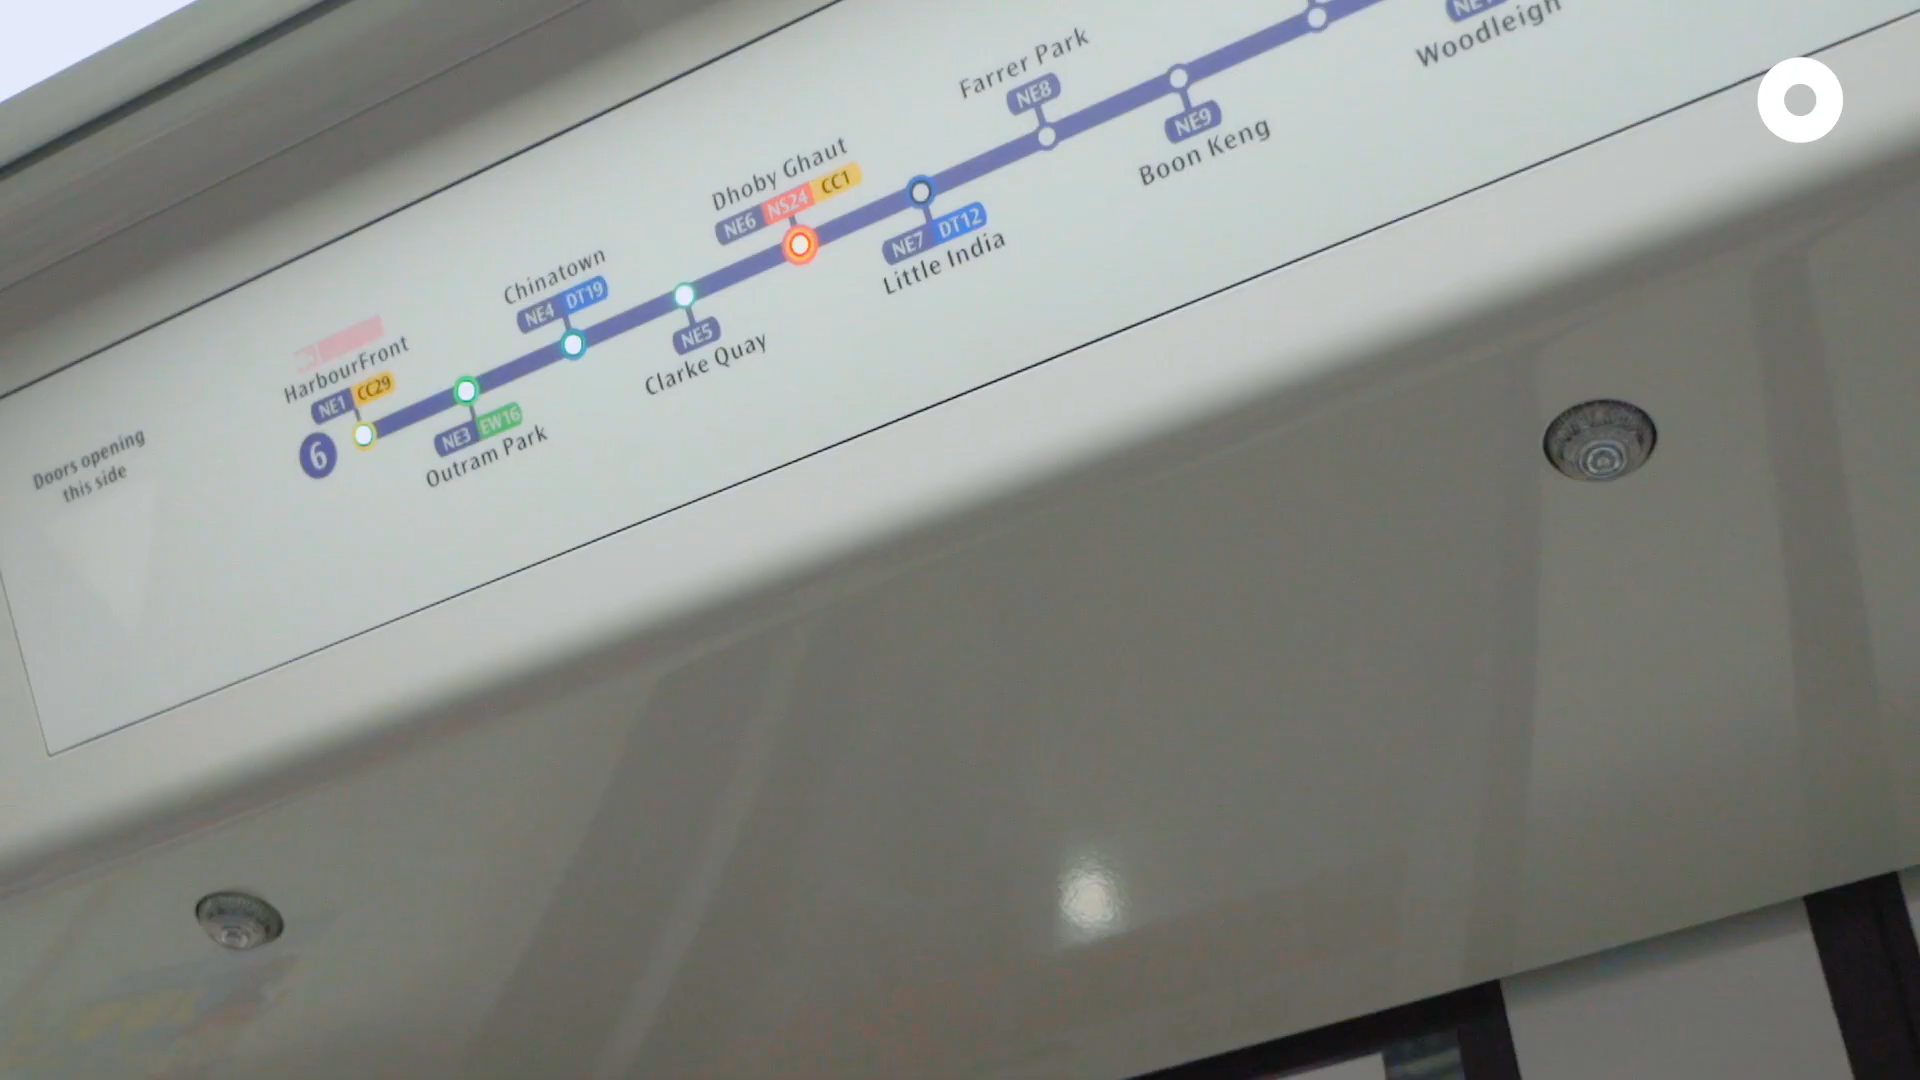 Doors opening
this side
6
HarbourFront
NE1 CC29
NE3 EW16
Outram Park
Chinatown
NE4 DT19
NE5
Clarke Quay
Dhoby Ghaut
NE6 NS24 CC1
NE7 DT12
Little India
Farrer Park
NE8
NE9
Boon Keng
Woodleigh